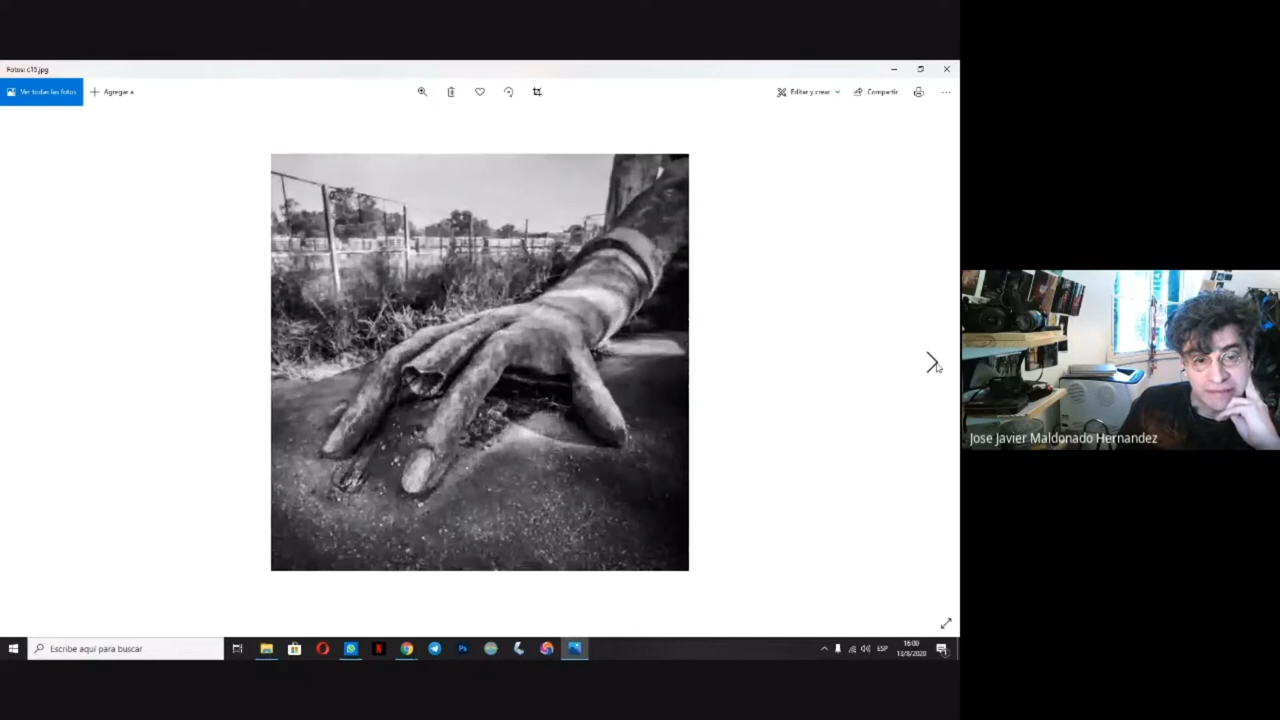 Fotos: c15.jpg
Ver todas las fotos
Agregar a
Editar y crear
Compartir
Jose Javier Maldonado Hernandez
Escribe aquí para buscar
Ps
ESP
16:00
13/8/2020